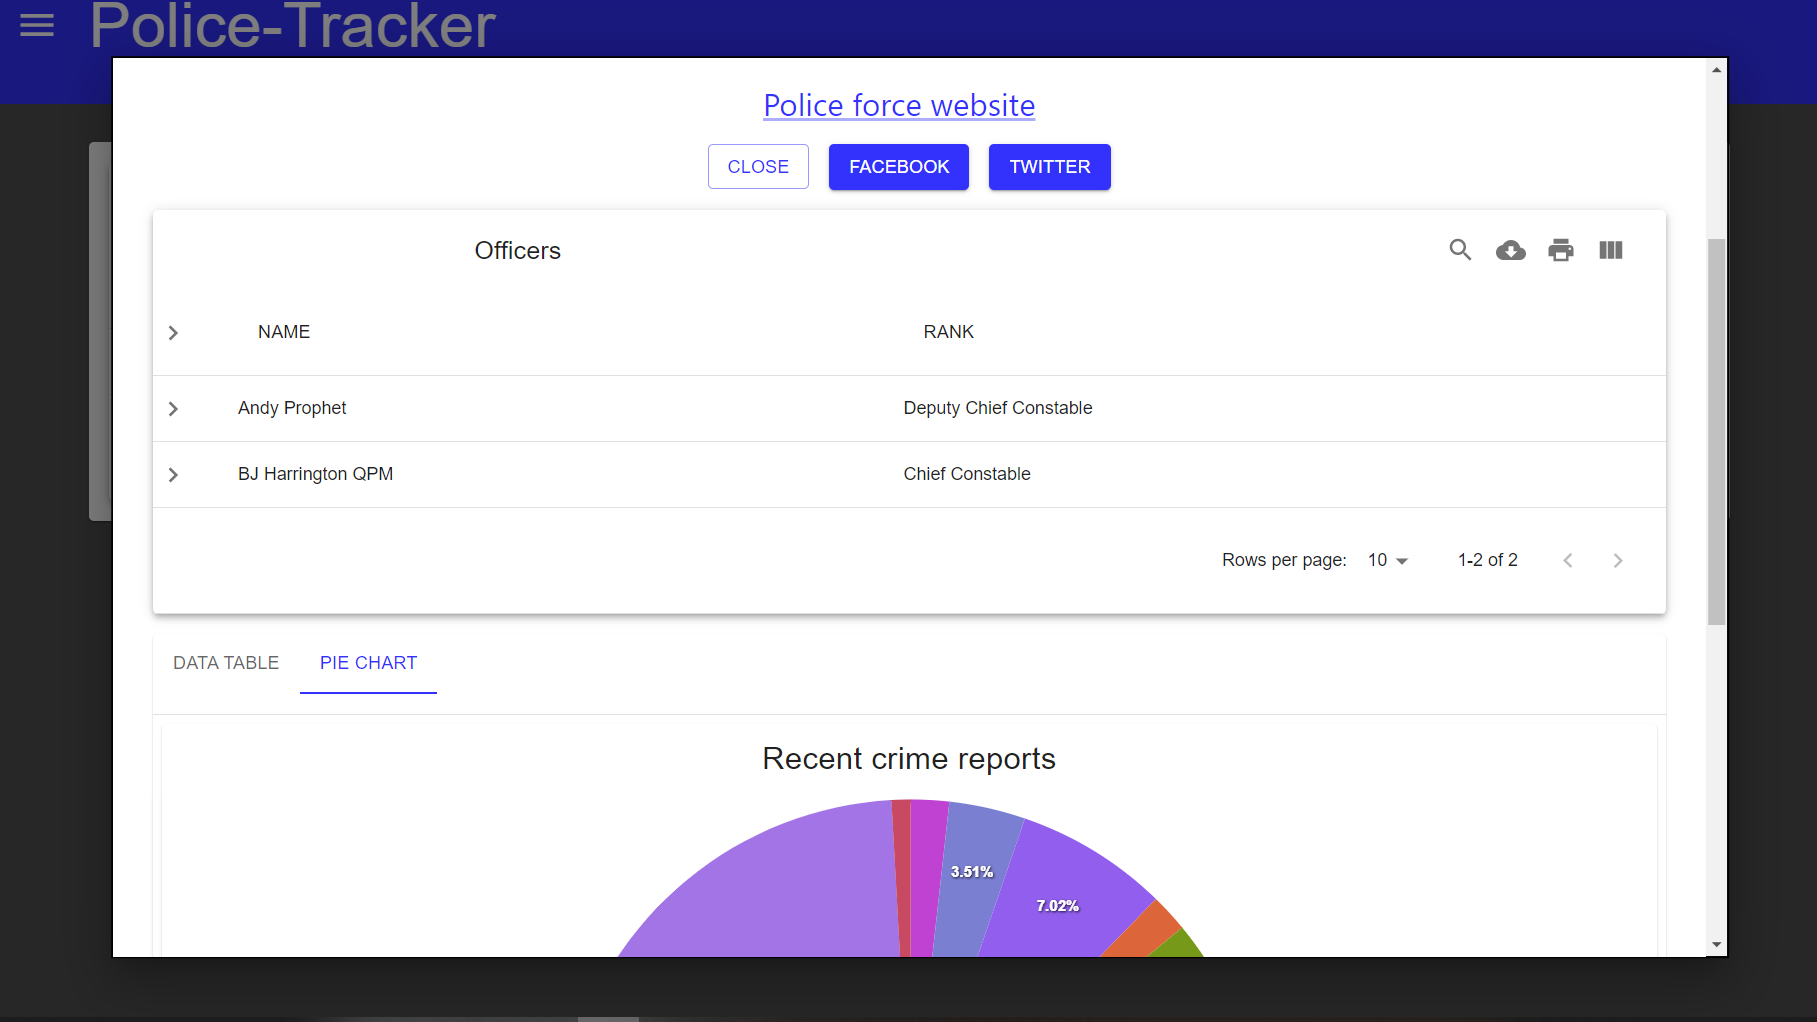 Police-Tracker
Police force website
CLOSE
FACEBOOK
TWITTER
Officers
NAME RANK
Andy Prophet Deputy Chief Constable
BJ Harrington QPM Chief Constable
Rows per page: 10 1-2 of 2
DATA TABLE PIE CHART
Recent crime reports
3.51%
7.02%